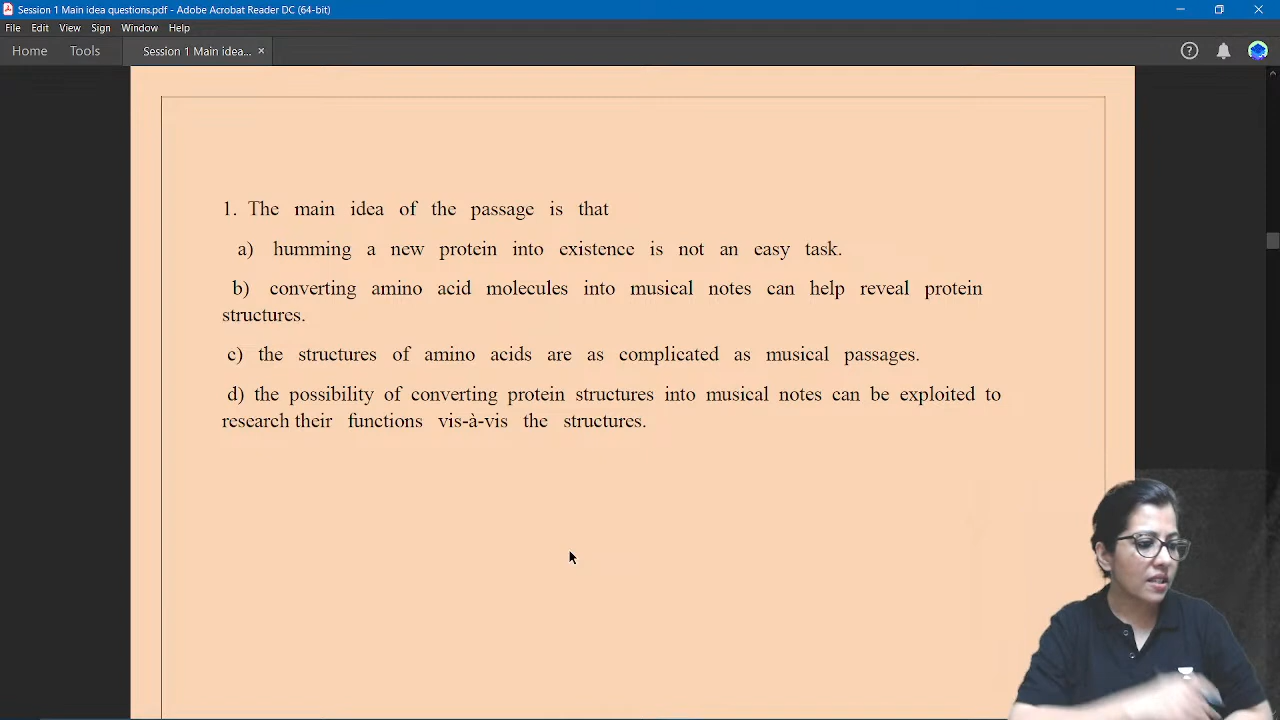 Session 1 Main idea questions.pdf - Adobe Acrobat Reader DC (64-bit)
File Edit View Sign Window Help
Home Tools Session 1 Main idea... ×
1. The main idea of the passage is that
a) humming a new protein into existence is not an easy task.
b) converting amino acid molecules into musical notes can help reveal protein
structures.
c) the structures of amino acids are as complicated as musical passages.
d) the possibility of converting protein structures into musical notes can be exploited to
research their functions vis-à-vis the structures.